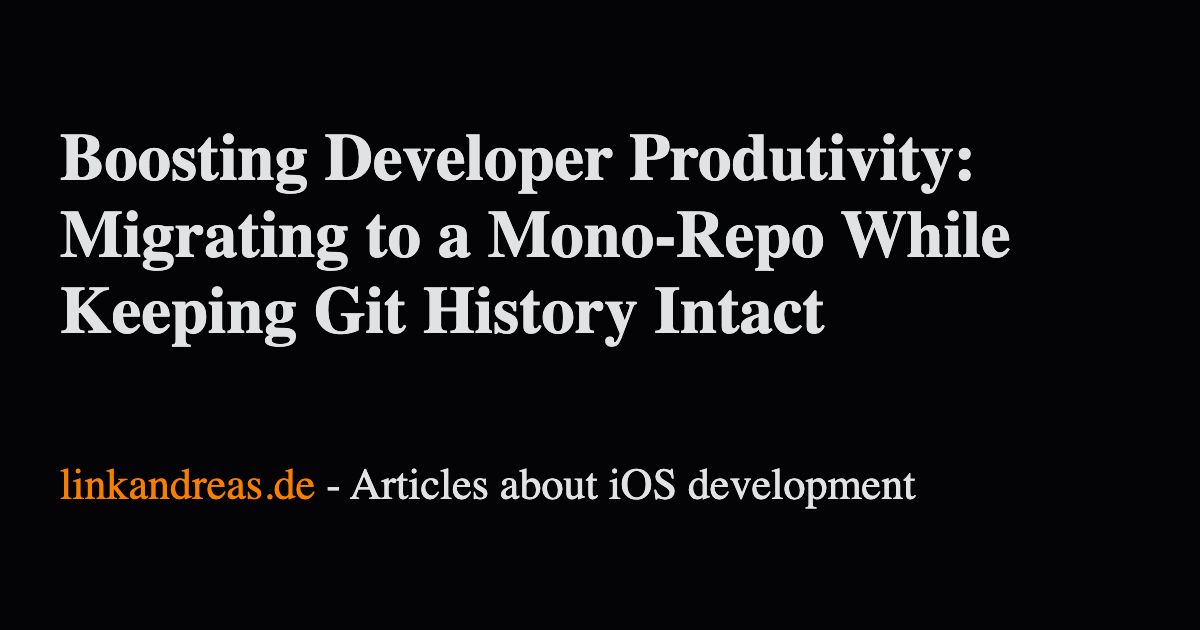 Boosting Developer Produtivity:
Migrating to a Mono-Repo While
Keeping Git History Intact
linkandreas.de - Articles about iOS development